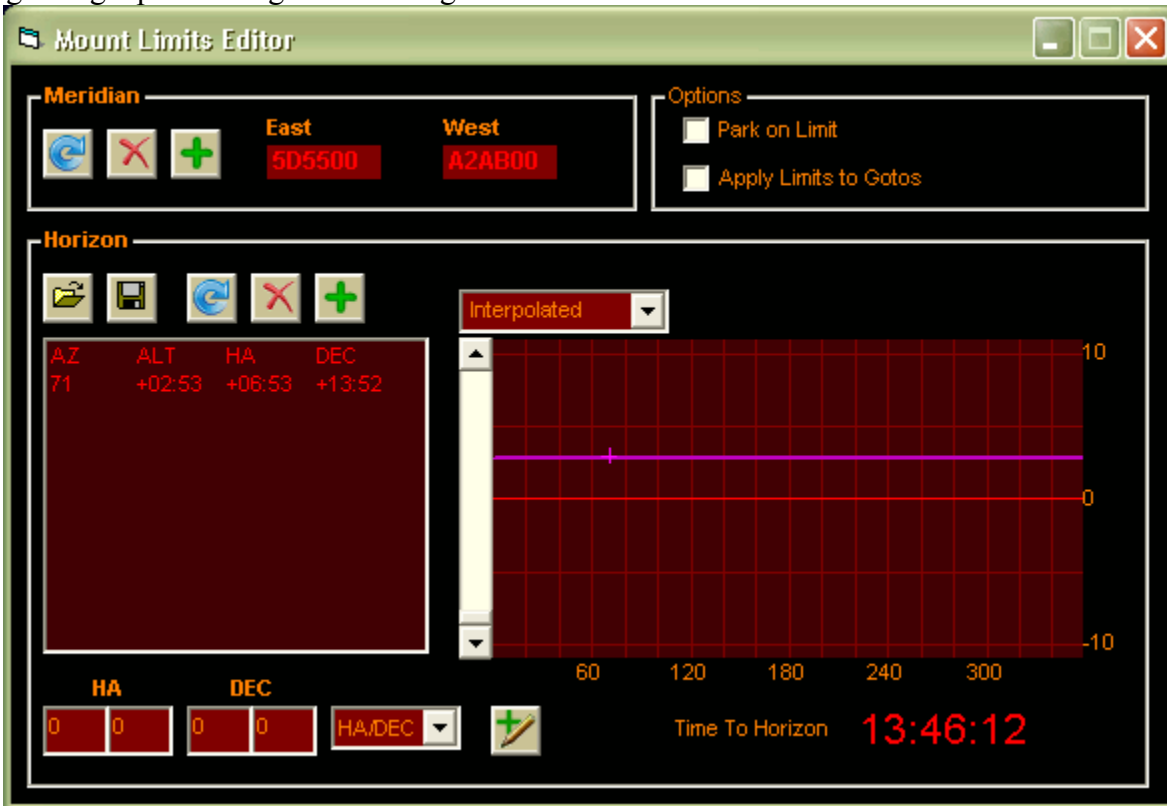 Mount Limits Editor
Meridian
East West
5D5500 A2AB00
Options
Park on Limit
Apply Limits to Gotos
Horizon
Interpolated
AZ ALT HA DEC
71 +02:53 +06:53 +13:52
10
0
-10
60 120 180 240 300
HA DEC
0 0 0 0 HA/DEC
Time To Horizon 13:46:12